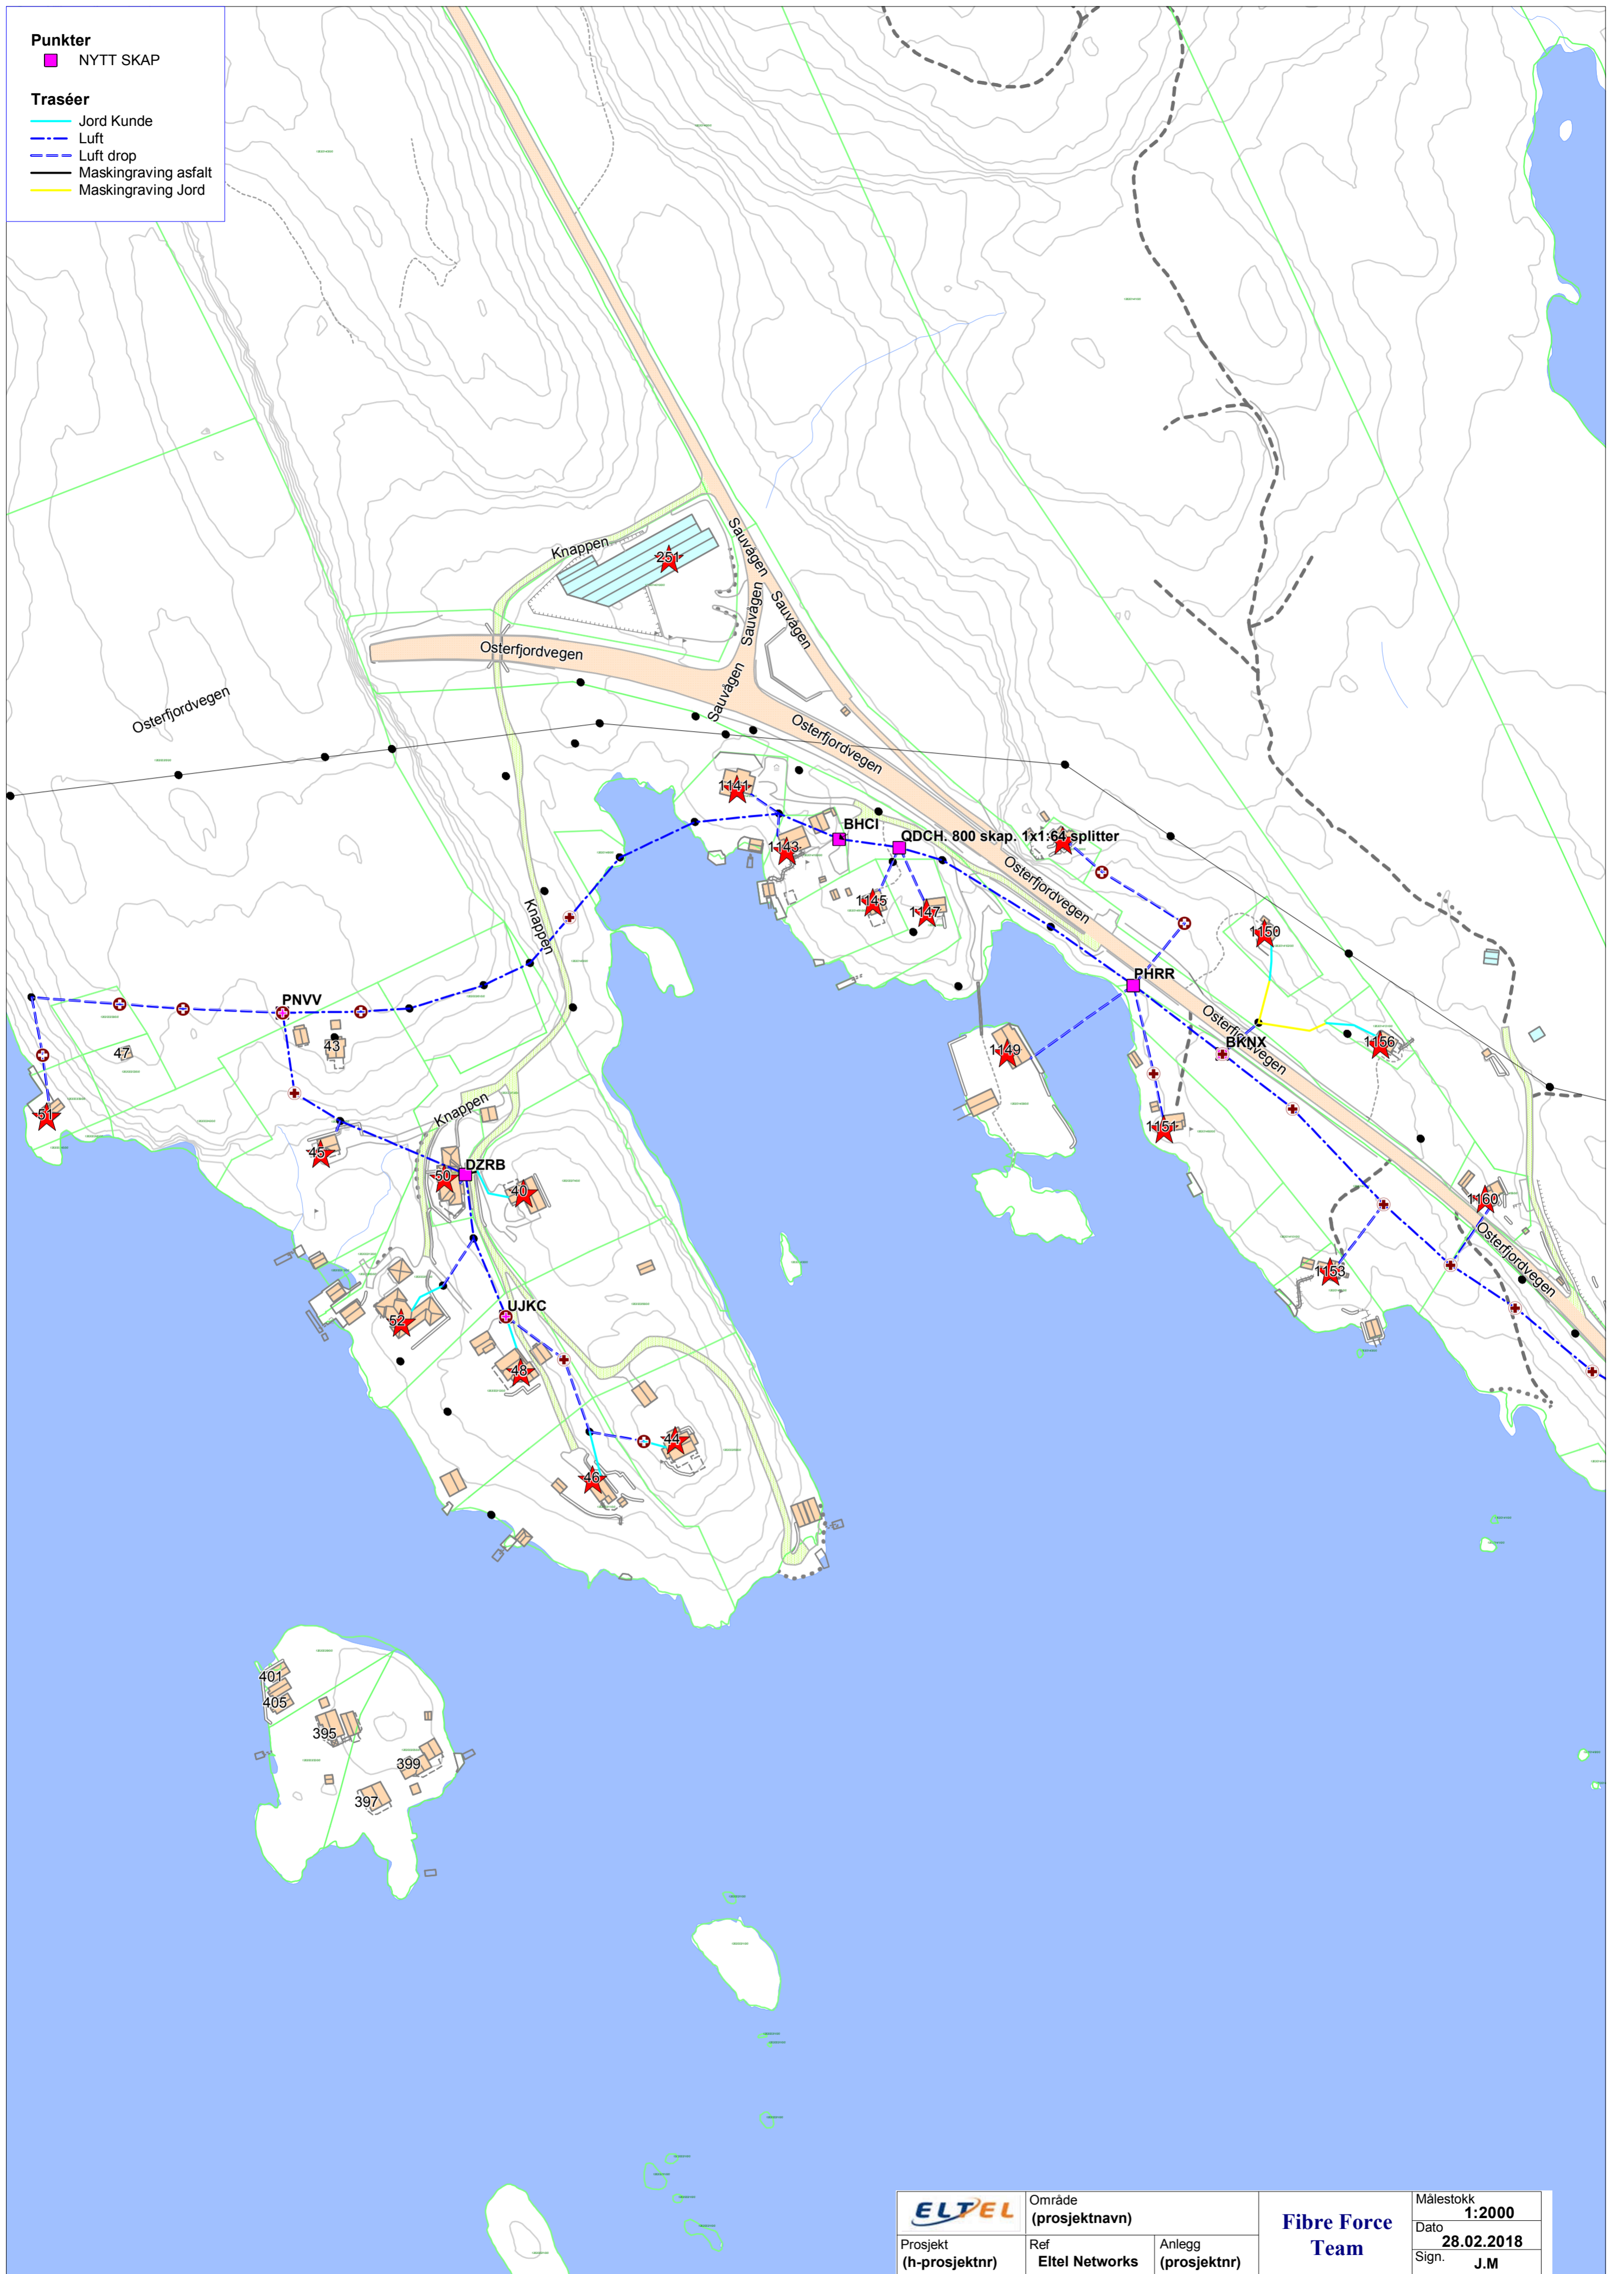 Punkter
NYTT SKAP
Traséer
Jord Kunde
Luft
Luft drop
Maskingraving asfalt
Maskingraving Jord
Knappen
251
Sauvågen
Sauvågen
Sauvågen
Sauvågen
Osterfjordvegen
Osterfjordvegen
Osterfjordvegen
1141
1143
BHCI
QDCH. 800 skap. 1x1:64 splitter
Osterfjordvegen
1145
1147
Knappen
1150
PHRR
PNVV
Osterfjordvegen
BKNX
47
43
1149
1156
51
Knappen
1151
45
DZRB
50
40
1160
Osterfjordvegen
1153
UJKC
52
48
44
46
401
405
395
399
397
ELTEL
Område
(prosjektnavn)
Prosjekt
(h-prosjektnr)
Ref
Eltel Networks
Anlegg
(prosjektnr)
Fibre Force
Team
Målestokk
1:2000
Dato
28.02.2018
Sign.
J.M